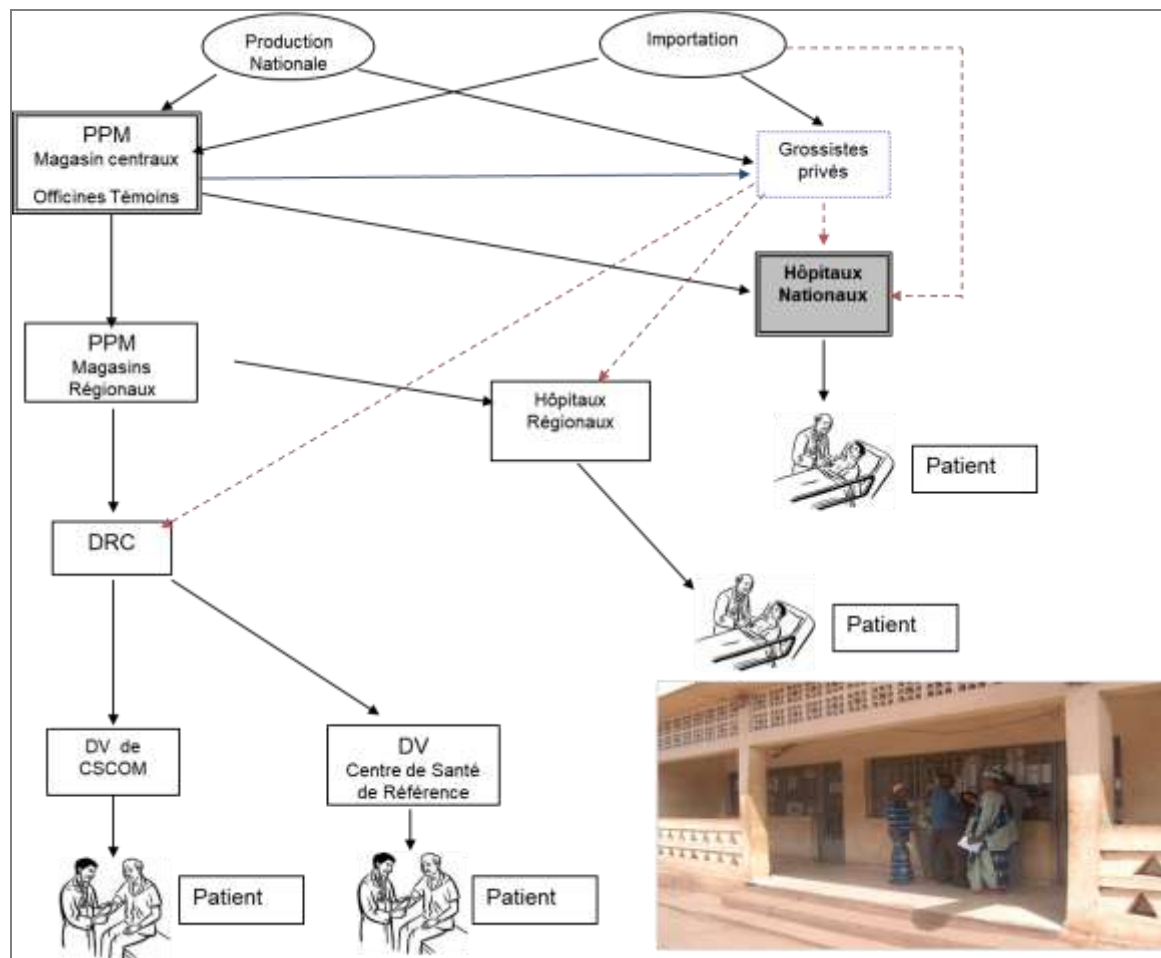 Production
Nationale
Importation
PPM
Magasin centraux
Officines Témoins
Grossistes
privés
Hôpitaux
Nationaux
PPM
Magasins
Régionaux
Hôpitaux
Régionaux
Patient
DRC
Patient
DV de
CSCOM
DV
Centre de Santé
de Référence
Patient
Patient